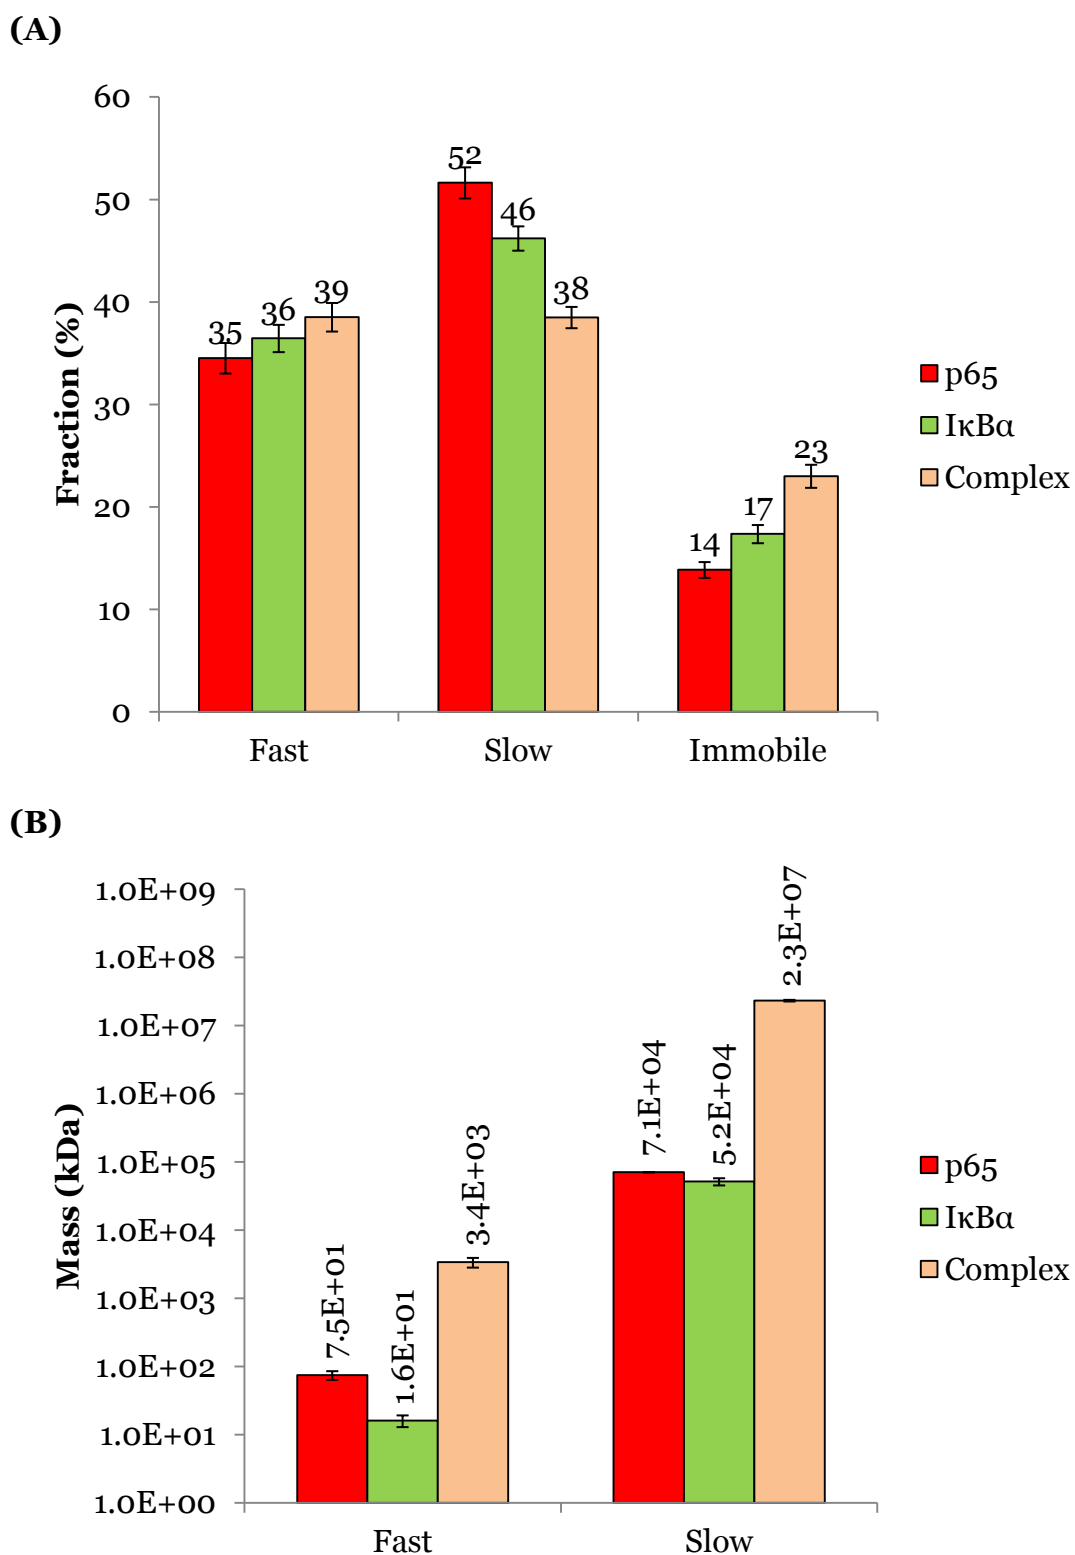 (A)
60
50
40
30
20
10
0
Fraction (%)
35
36
39
52
46
38
14
17
23
Fast
Slow
Immobile
p65
IκBα
Complex
(B)
1.0E+09
1.0E+08
1.0E+07
1.0E+06
1.0E+05
1.0E+04
1.0E+03
1.0E+02
1.0E+01
1.0E+00
Mass (kDa)
7.5E+01
1.6E+01
3.4E+03
7.1E+04
5.2E+04
2.3E+07
Fast
Slow
p65
IκBα
Complex